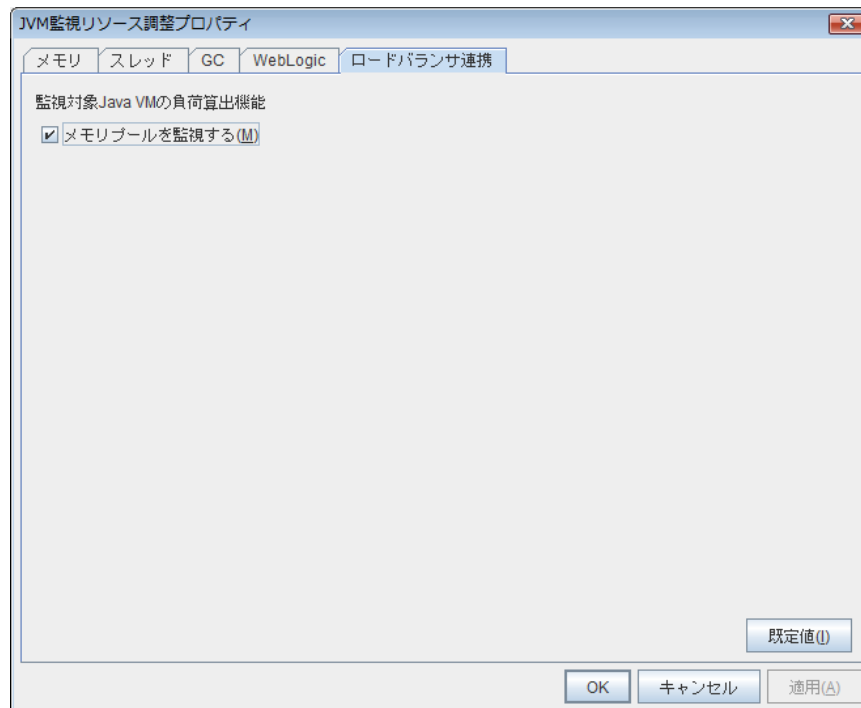 JVM監視リソース調整プロパティ
メモリ スレッド GC WebLogic ロードバランサ連携
監視対象Java VMの負荷算出機能
メモリプールを監視する(M)
既定値(I)
OK キャンセル 適用(A)